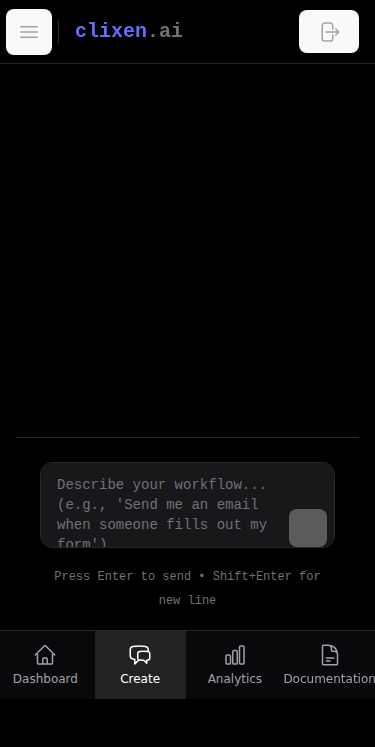 clixen.ai
Describe your workflow...
(e.g., 'Send me an email
when someone fills out my
form')
Press Enter to send • Shift+Enter for
new line
Dashboard
Create
Analytics
Documentation